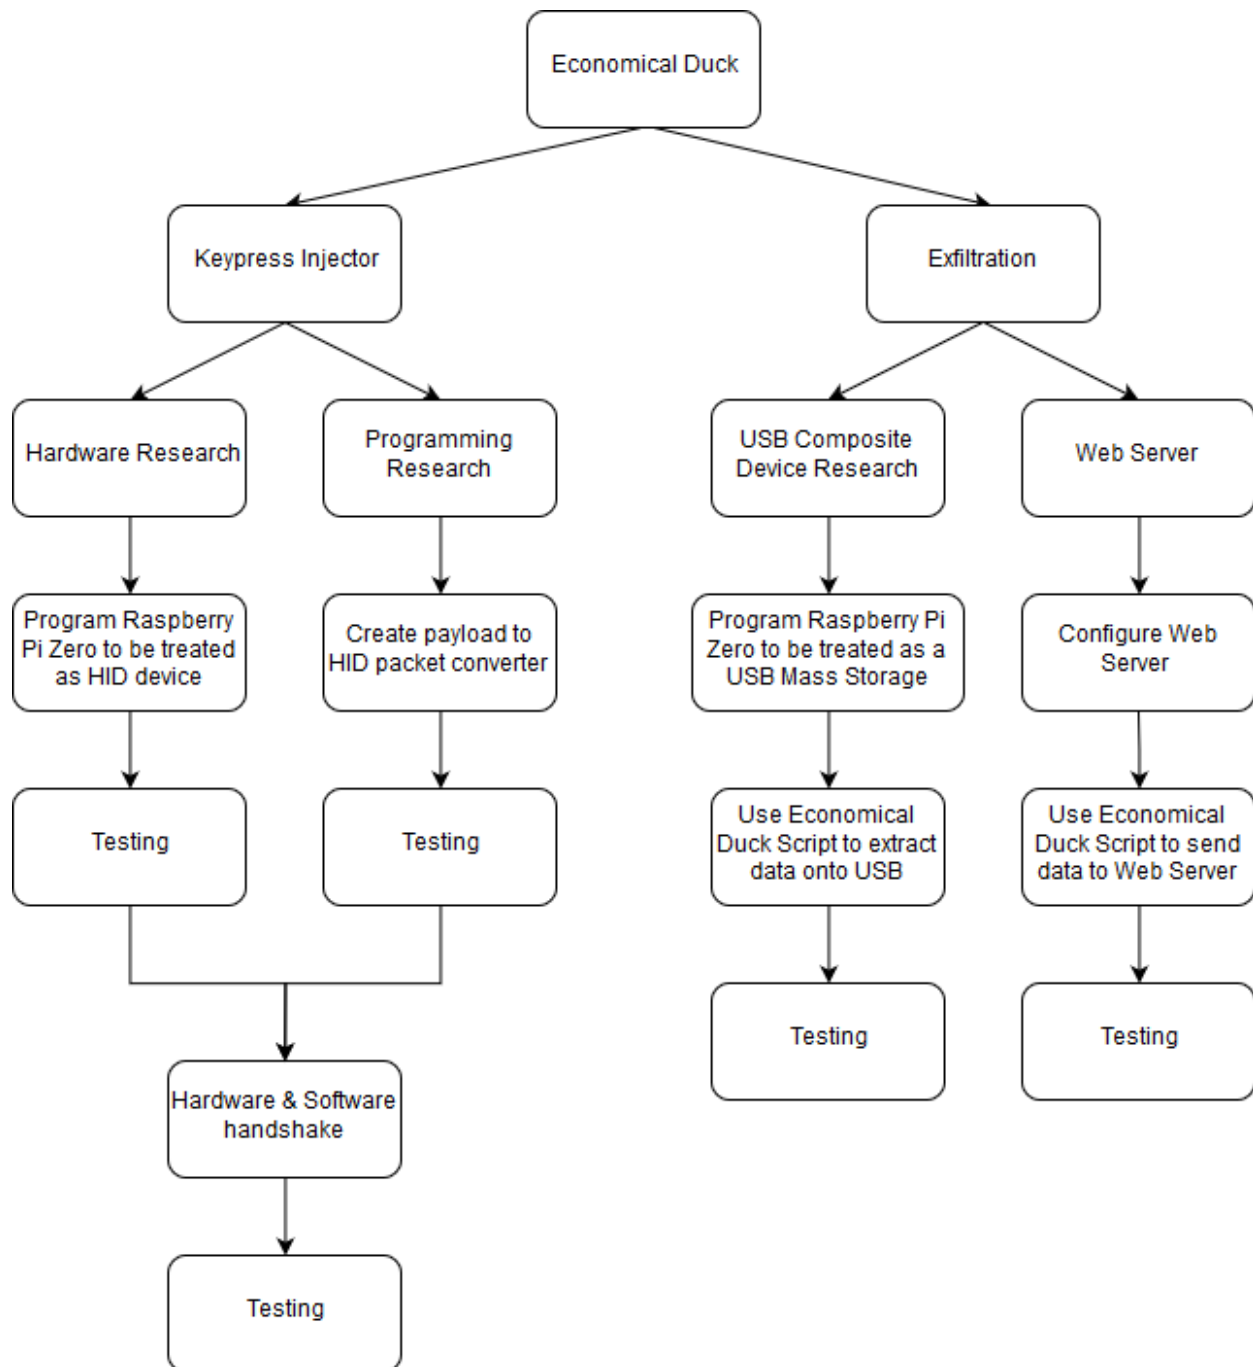 Economical Duck
Keypress Injector
Exfiltration
Hardware Research
Programming
Research
USB Composite
Device Research
Web Server
Program Raspberry
Pi Zero to be treated
as HID device
Create payload to
HID packet converter
Program Raspberry Pi
Zero to be treated as a
USB Mass Storage
Configure Web
Server
Testing
Testing
Use Economical
Duck Script to extract
data onto USB
Use Economical
Duck Script to send
data to Web Server
Testing
Testing
Hardware & Software
handshake
Testing